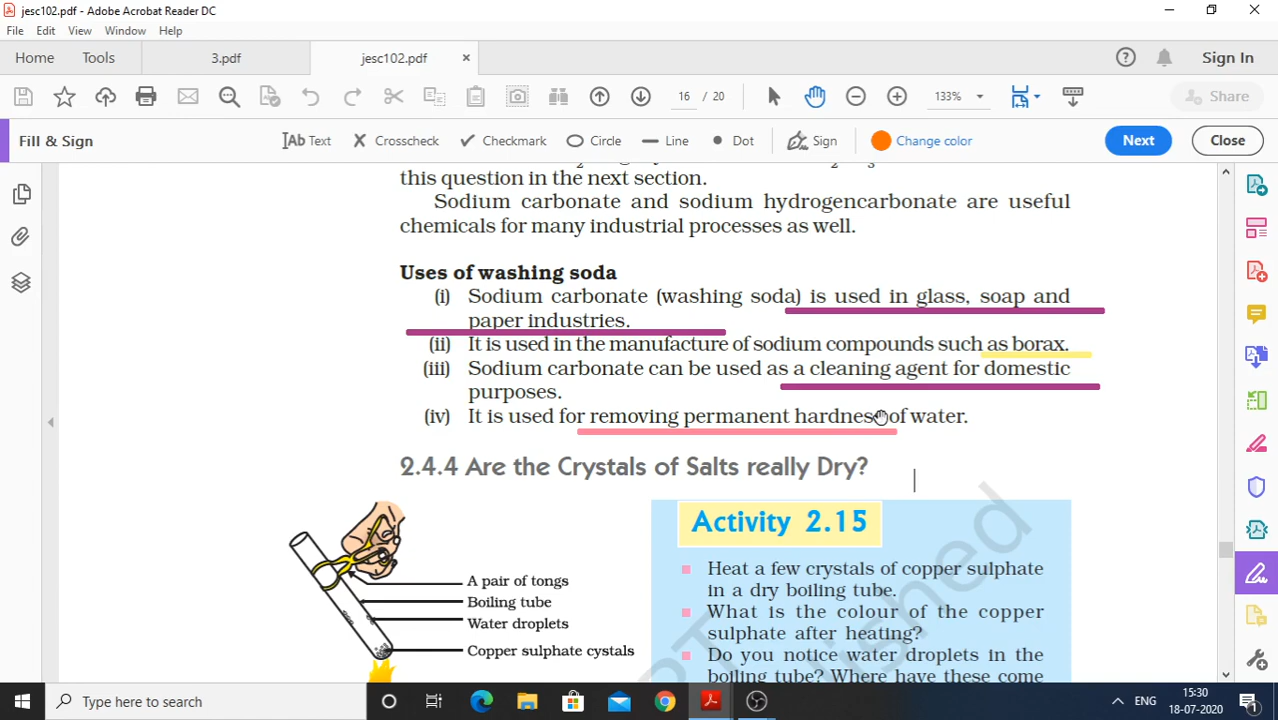 jesc102.pdf - Adobe Acrobat Reader DC
File Edit View Window Help
Home Tools 3.pdf jesc102.pdf
Sign In
16 / 20 133% Share
Fill & Sign Ab Text Crosscheck Checkmark Circle Line Dot Sign Change color Next Close
this question in the next section.
Sodium carbonate and sodium hydrogencarbonate are useful
chemicals for many industrial processes as well.
Uses of washing soda
(i) Sodium carbonate (washing soda) is used in glass, soap and
paper industries.
(ii) It is used in the manufacture of sodium compounds such as borax.
(iii) Sodium carbonate can be used as a cleaning agent for domestic
purposes.
(iv) It is used for removing permanent hardness of water.
2.4.4 Are the Crystals of Salts really Dry?
Activity 2.15
Heat a few crystals of copper sulphate
in a dry boiling tube.
What is the colour of the copper
sulphate after heating?
Do you notice water droplets in the
boiling tube? Where have these come
A pair of tongs
Boiling tube
Water droplets
Copper sulphate cystals
Type here to search
ENG
15:30
18-07-2020
1